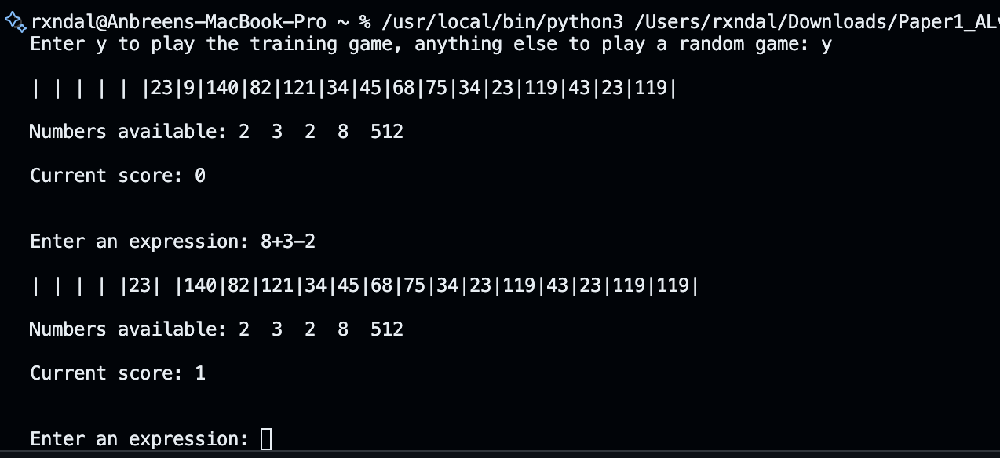 rxndal@Anbreens-MacBook-Pro ~ % /usr/local/bin/python3 /Users/rxndal/Downloads/Paper1_ALv
Enter y to play the training game, anything else to play a random game: y
| | | | | |23|9|140|82|121|34|45|68|75|34|23|119|43|23|119|
Numbers available: 2  3  2  8  512
Current score: 0
Enter an expression: 8+3-2
| | | | |23| |140|82|121|34|45|68|75|34|23|119|43|23|119|119|
Numbers available: 2  3  2  8  512
Current score: 1
Enter an expression: